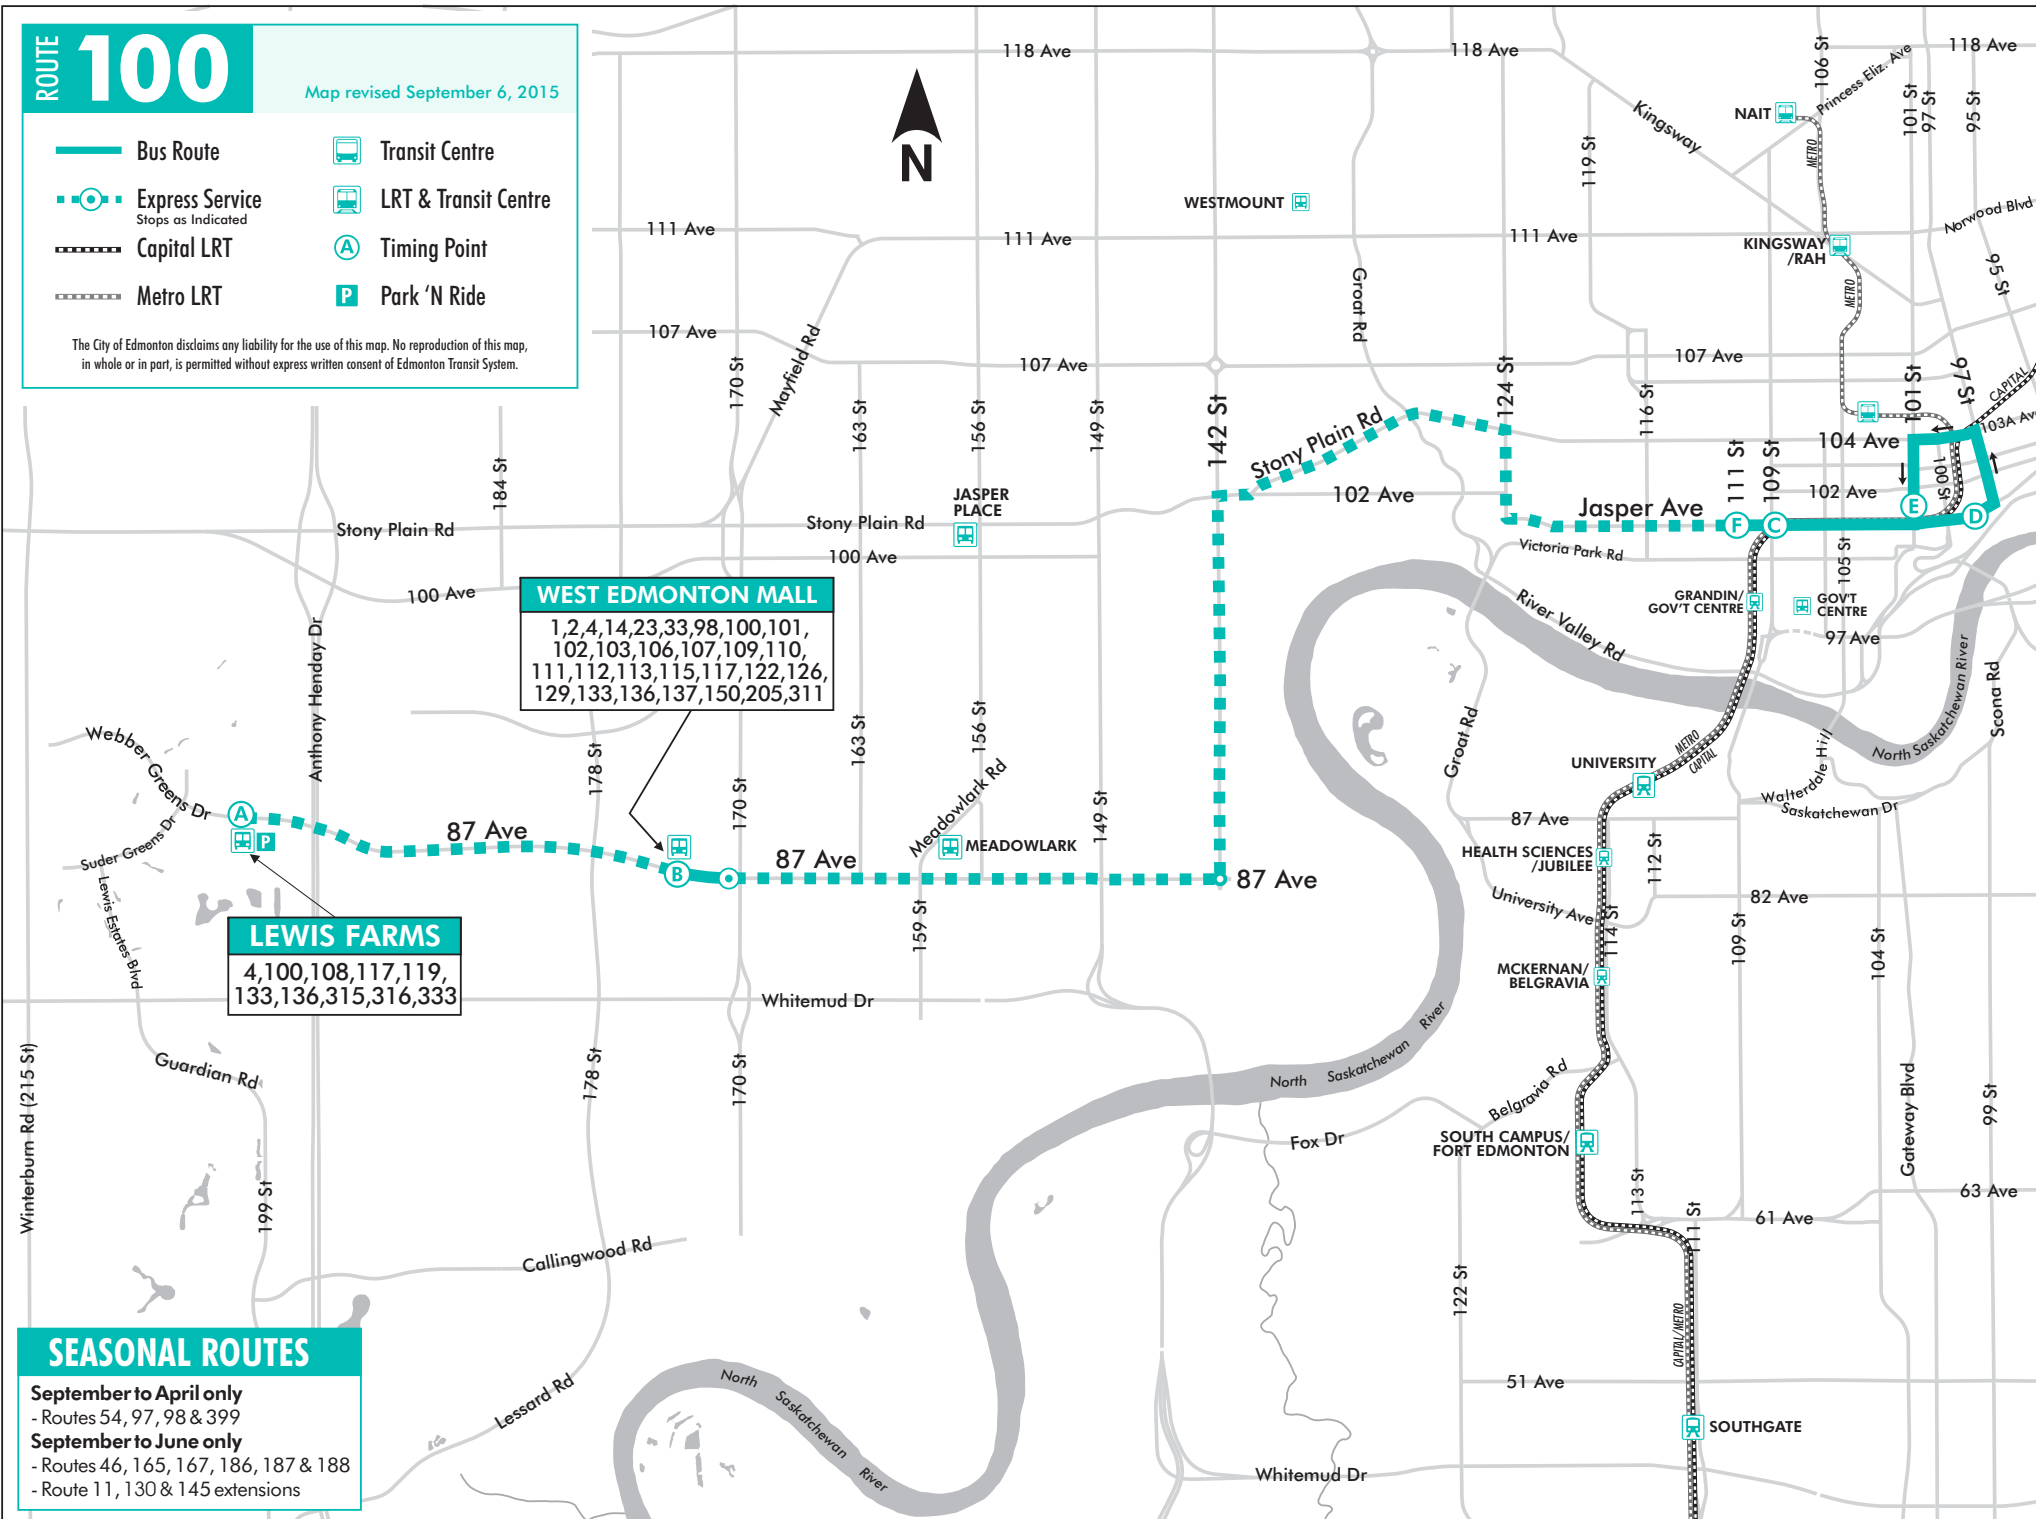 ROUTE 100
Map revised September 6, 2015
Bus Route
Transit Centre
Express Service
Stops as Indicated
LRT & Transit Centre
Capital LRT
A Timing Point
Metro LRT
P Park ‘N Ride
The City of Edmonton disclaims any liability for the use of this map. No reproduction of this map,
in whole or in part, is permitted without express written consent of Edmonton Transit System.
N
118 Ave
118 Ave
118 Ave
106 St
Princess Eliz. Ave
101 St
97 St
95 St
NAIT
METRO
Kingsway
119 St
WESTMOUNT
Norwood Blvd
111 Ave
111 Ave
111 Ave
KINGSWAY
/RAH
METRO
95 St
Groat Rd
107 Ave
107 Ave
107 Ave
170 St
Mayfield Rd
163 St
156 St
149 St
142 St
124 St
116 St
101 St
97 St
CAPITAL
103A Av
Stony Plain Rd
104 Ave
111 St
109 St
100 St
102 Ave
102 Ave
184 St
JASPER
PLACE
Stony Plain Rd
Stony Plain Rd
Jasper Ave
F
C
E
D
Victoria Park Rd
100 Ave
100 Ave
105 St
GRANDIN/
GOV'T CENTRE
GOV'T
CENTRE
97 Ave
River Valley Rd
WEST EDMONTON MALL
1,2,4,14,23,33,98,100,101,
102,103,106,107,109,110,
111,112,113,115,117,122,126,
129,133,136,137,150,205,311
Anthony Henday Dr
North Saskatchewan River
Scona Rd
Webber Greens Dr
178 St
163 St
156 St
Groat Rd
METRO
CAPITAL
UNIVERSITY
Walterdale Hill
Saskatchewan Dr
North Saskatchewan River
A
P
Suder Greens Dr
87 Ave
B
170 St
87 Ave
Meadowlark Rd
MEADOWLARK
149 St
87 Ave
87 Ave
HEALTH SCIENCES
/JUBILEE
112 St
82 Ave
University Ave
114 St
Lewis Estates Blvd
LEWIS FARMS
4,100,108,117,119,
133,136,315,316,333
159 St
109 St
104 St
MCKERNAN/
BELGRAVIA
Whitemud Dr
Winterburn Rd (215 St)
Guardian Rd
178 St
170 St
North Saskatchewan River
Belgravia Rd
Gateway Blvd
99 St
Fox Dr
SOUTH CAMPUS/
FORT EDMONTON
199 St
113 St
111 St
63 Ave
61 Ave
Callingwood Rd
122 St
CAPITAL/METRO
Lessard Rd
North Saskatchewan River
51 Ave
SOUTHGATE
Whitemud Dr
SEASONAL ROUTES
September to April only
- Routes 54, 97, 98 & 399
September to June only
- Routes 46, 165, 167, 186, 187 & 188
- Route 11, 130 & 145 extensions